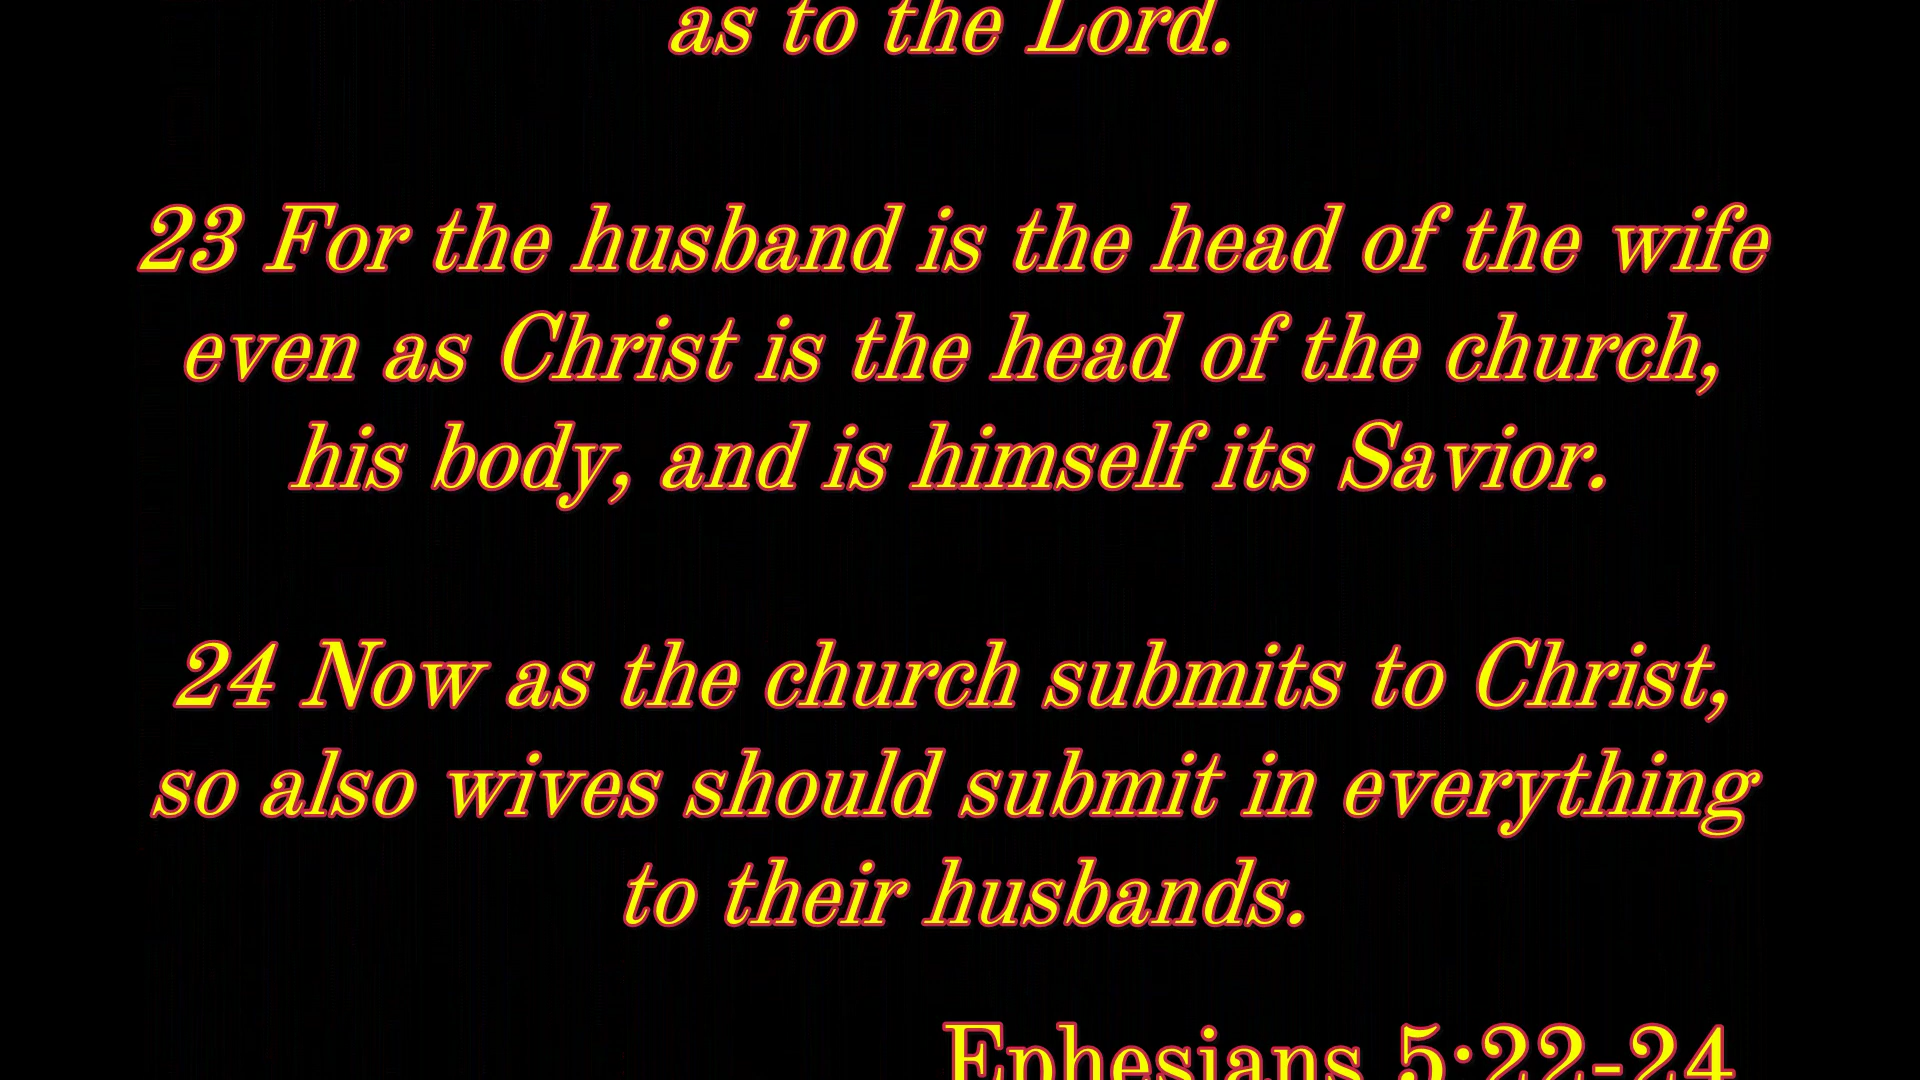 as to the Lord.
23 For the husband is the head of the wife
even as Christ is the head of the church,
his body, and is himself its Savior.
24 Now as the church submits to Christ,
so also wives should submit in everything
to their husbands.
Ephesians 5:22-24